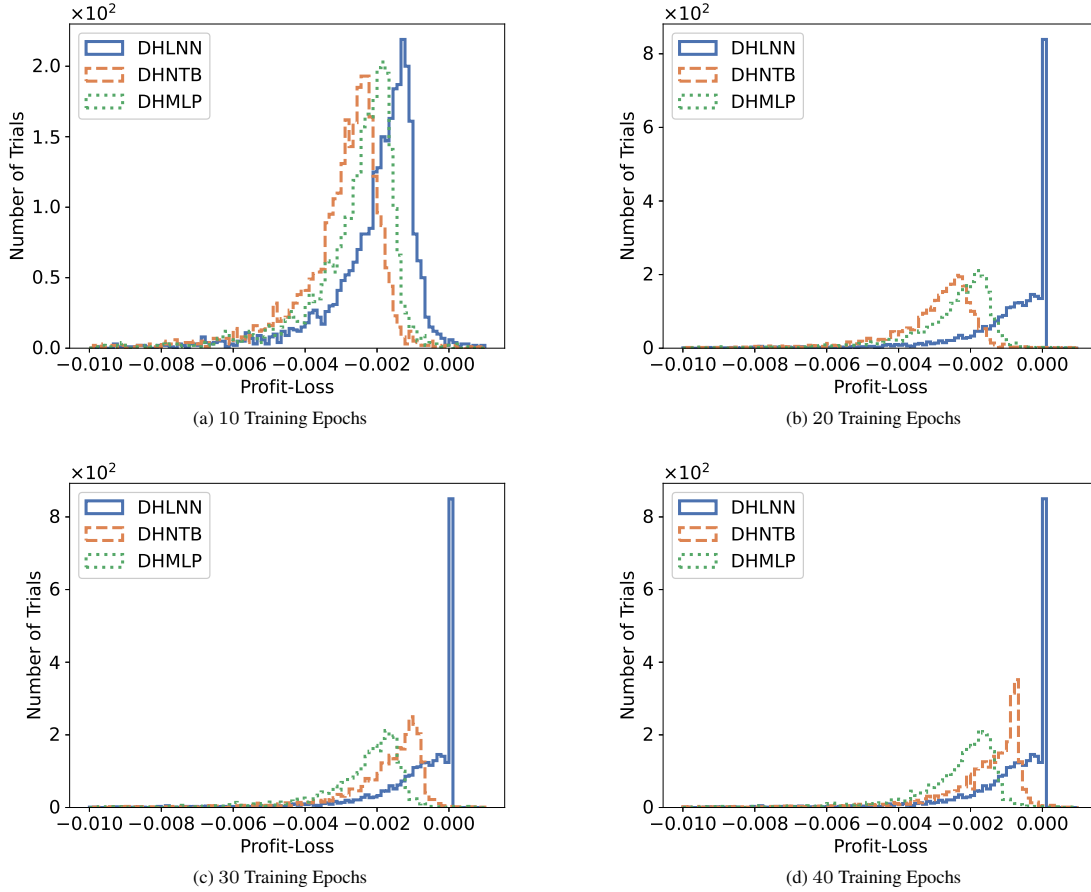 ×10²
DHLNN
DHNTB
DHMLP
Number of Trials
2.0
1.5
1.0
0.5
0.0
−0.010 −0.008 −0.006 −0.004 −0.002 0.000
Profit-Loss
(a) 10 Training Epochs
×10²
DHLNN
DHNTB
DHMLP
Number of Trials
8
6
4
2
0
−0.010 −0.008 −0.006 −0.004 −0.002 0.000
Profit-Loss
(b) 20 Training Epochs
×10²
DHLNN
DHNTB
DHMLP
Number of Trials
8
6
4
2
0
−0.010 −0.008 −0.006 −0.004 −0.002 0.000
Profit-Loss
(c) 30 Training Epochs
×10²
DHLNN
DHNTB
DHMLP
Number of Trials
8
6
4
2
0
−0.010 −0.008 −0.006 −0.004 −0.002 0.000
Profit-Loss
(d) 40 Training Epochs